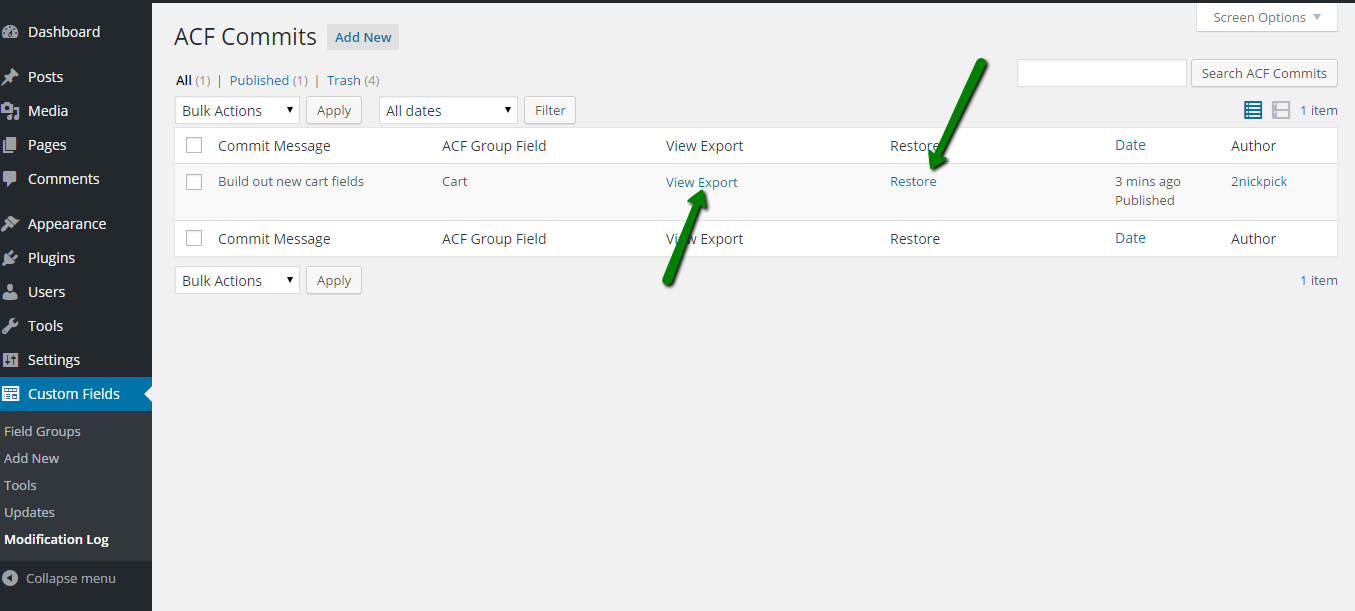 Dashboard
Posts
Media
Pages
Comments
Appearance
Plugins
Users
Tools
Settings
Custom Fields
Field Groups
Add New
Tools
Updates
Modification Log
Collapse menu
Screen Options
ACF Commits Add New
All (1) | Published (1) | Trash (4)
Search ACF Commits
Bulk Actions Apply All dates Filter 1 item
Commit Message ACF Group Field View Export Restore Date Author
Build out new cart fields Cart View Export Restore 3 mins ago 2nickpick
Published
Commit Message ACF Group Field View Export Restore Date Author
Bulk Actions Apply 1 item